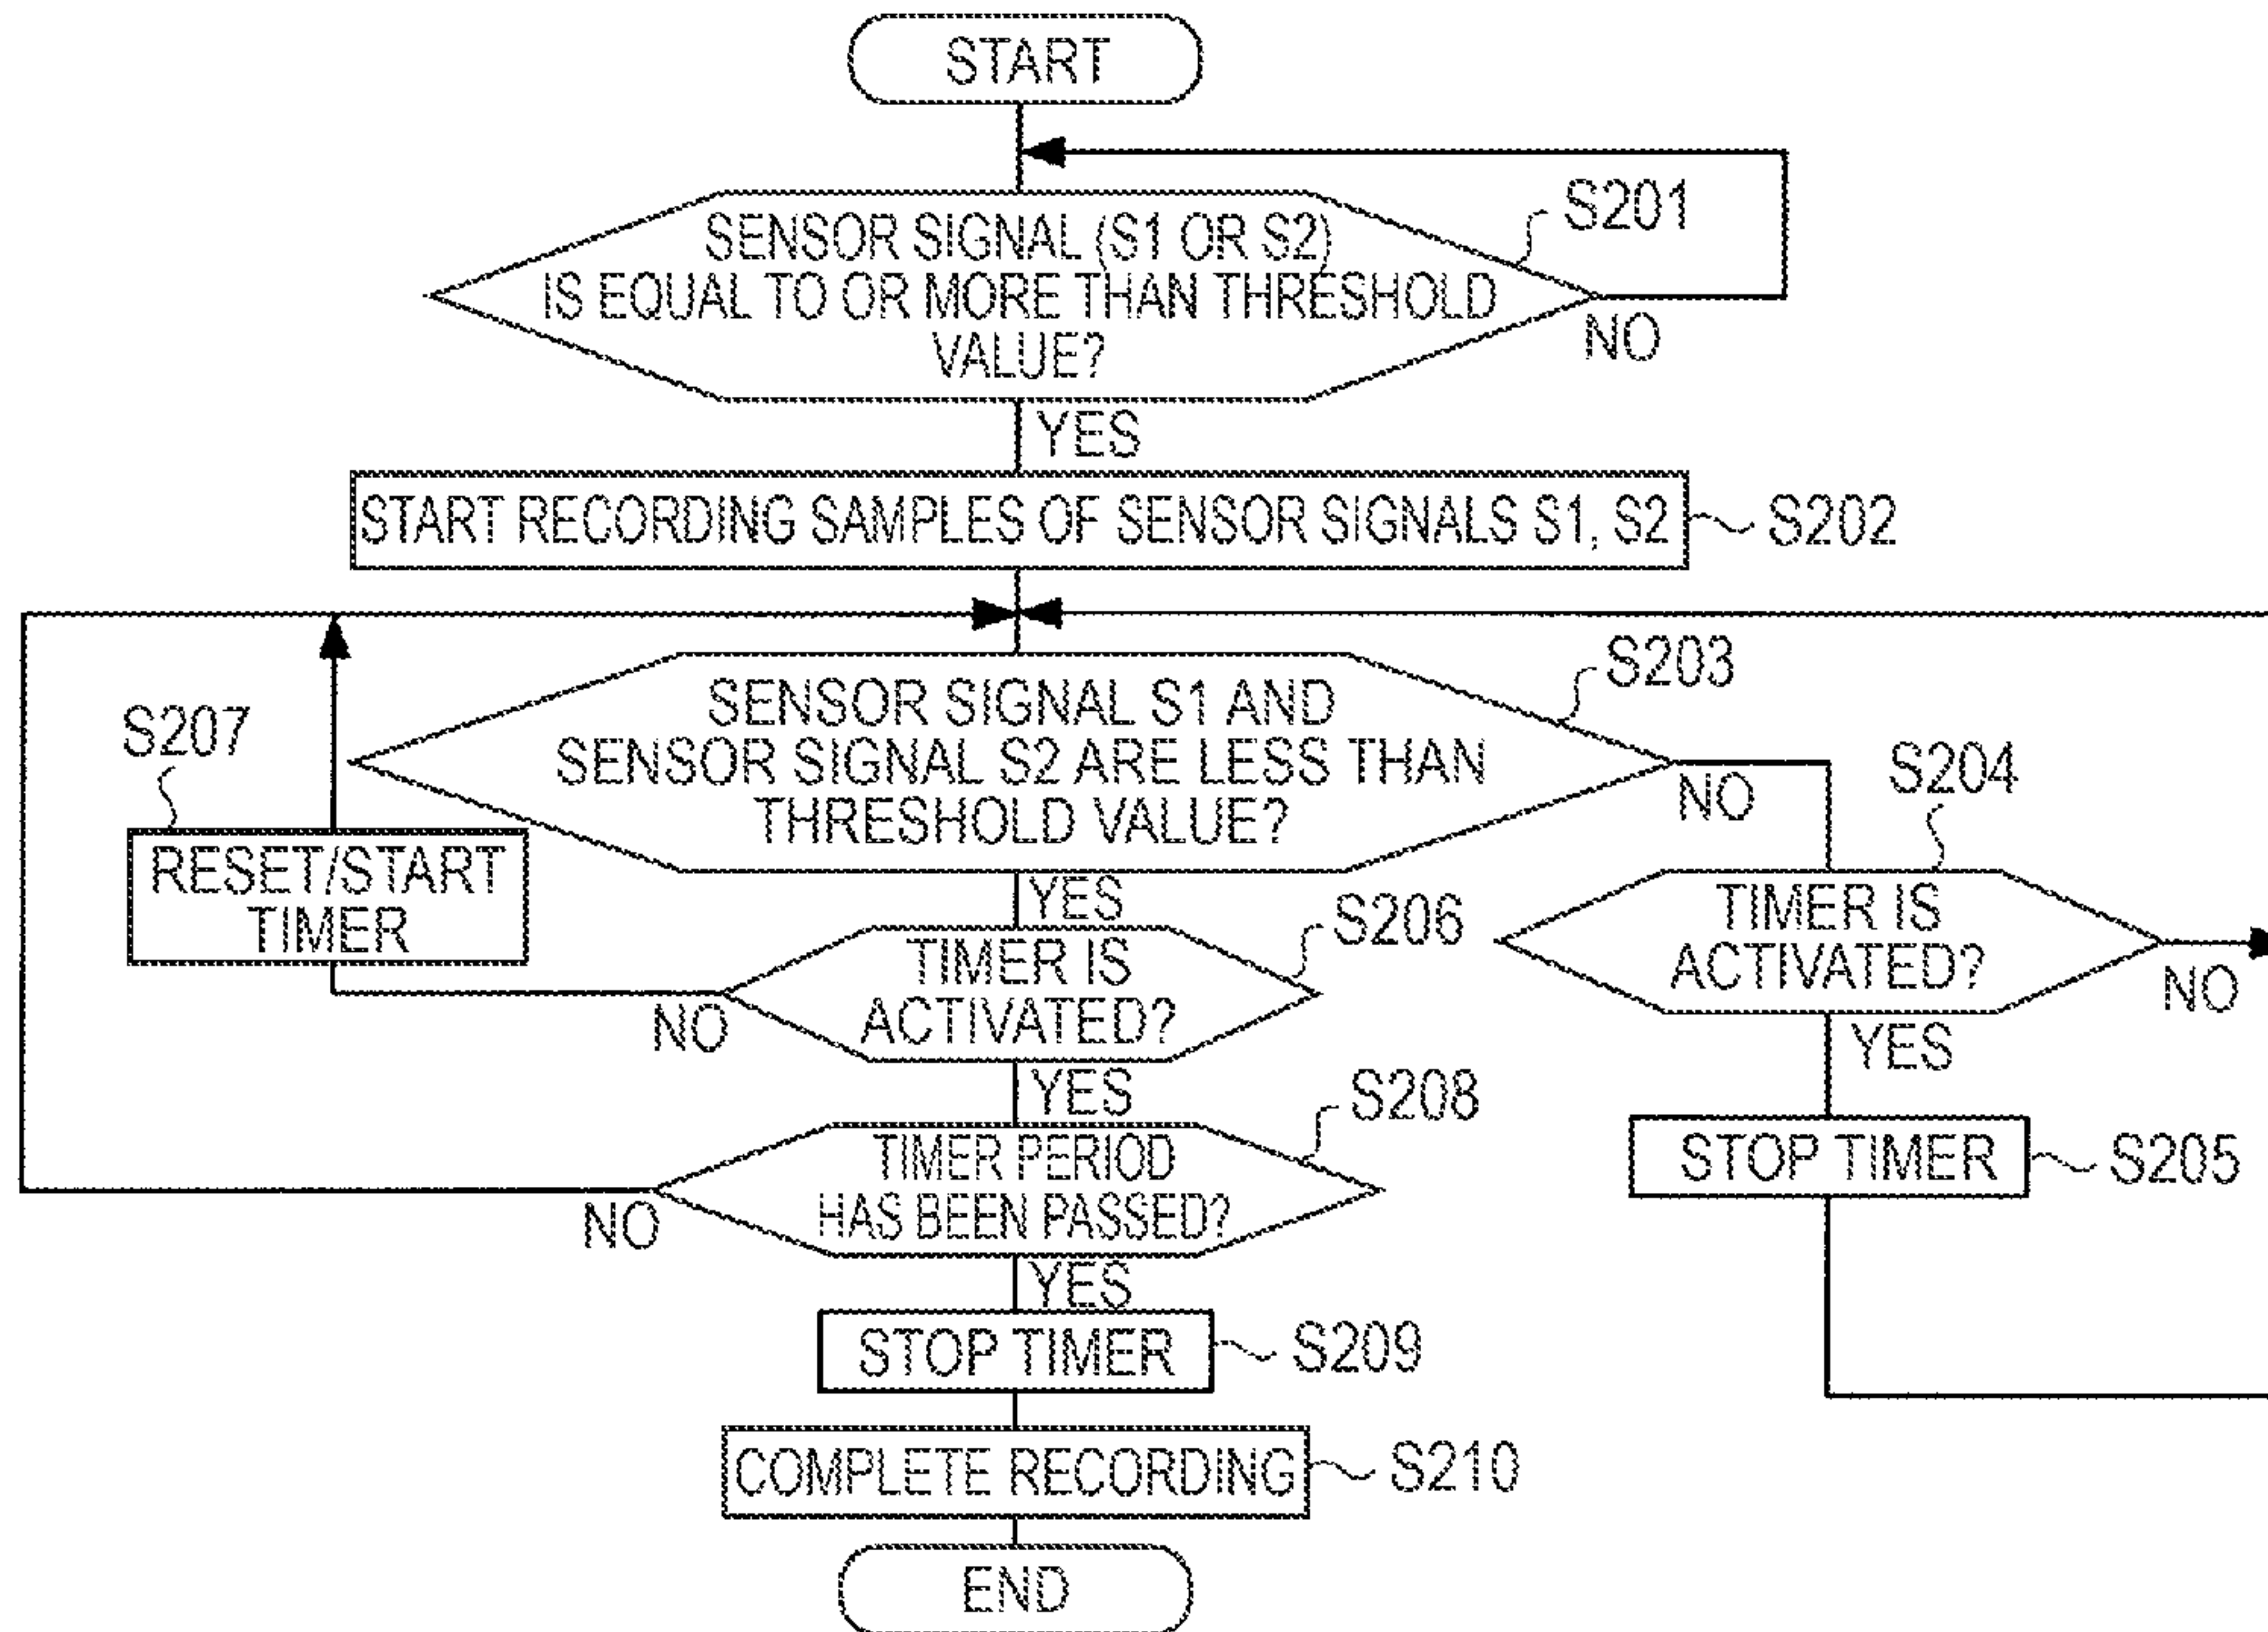 START
SENSOR SIGNAL (S1 OR S2)
IS EQUAL TO OR MORE THAN THRESHOLD
VALUE?
S201
NO
YES
START RECORDING SAMPLES OF SENSOR SIGNALS S1, S2
S202
SENSOR SIGNAL S1 AND
SENSOR SIGNAL S2 ARE LESS THAN
THRESHOLD VALUE?
S203
NO
YES
S207
RESET/START
TIMER
S204
TIMER IS
ACTIVATED?
NO
YES
STOP TIMER
S205
S206
TIMER IS
ACTIVATED?
NO
YES
S208
TIMER PERIOD
HAS BEEN PASSED?
NO
YES
STOP TIMER
S209
COMPLETE RECORDING
S210
END